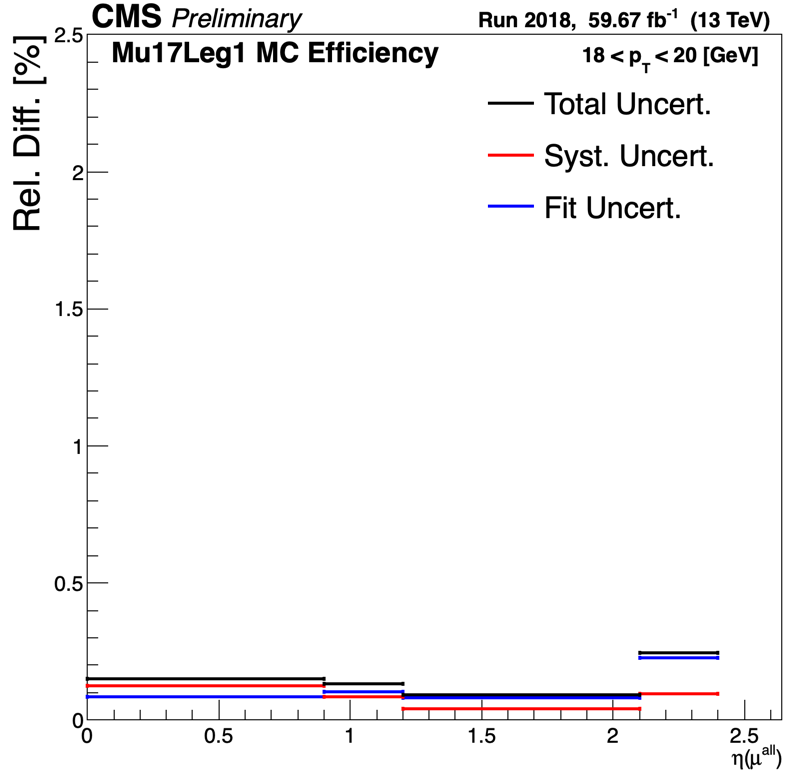 CMS Preliminary
Run 2018, 59.67 fb⁻¹ (13 TeV)
Mu17Leg1 MC Efficiency
18 < p_T < 20 [GeV]
Rel. Diff. [%]
Total Uncert.
Syst. Uncert.
Fit Uncert.
2.5
2
1.5
1
0.5
0
0 0.5 1 1.5 2 2.5
η(μ^all)